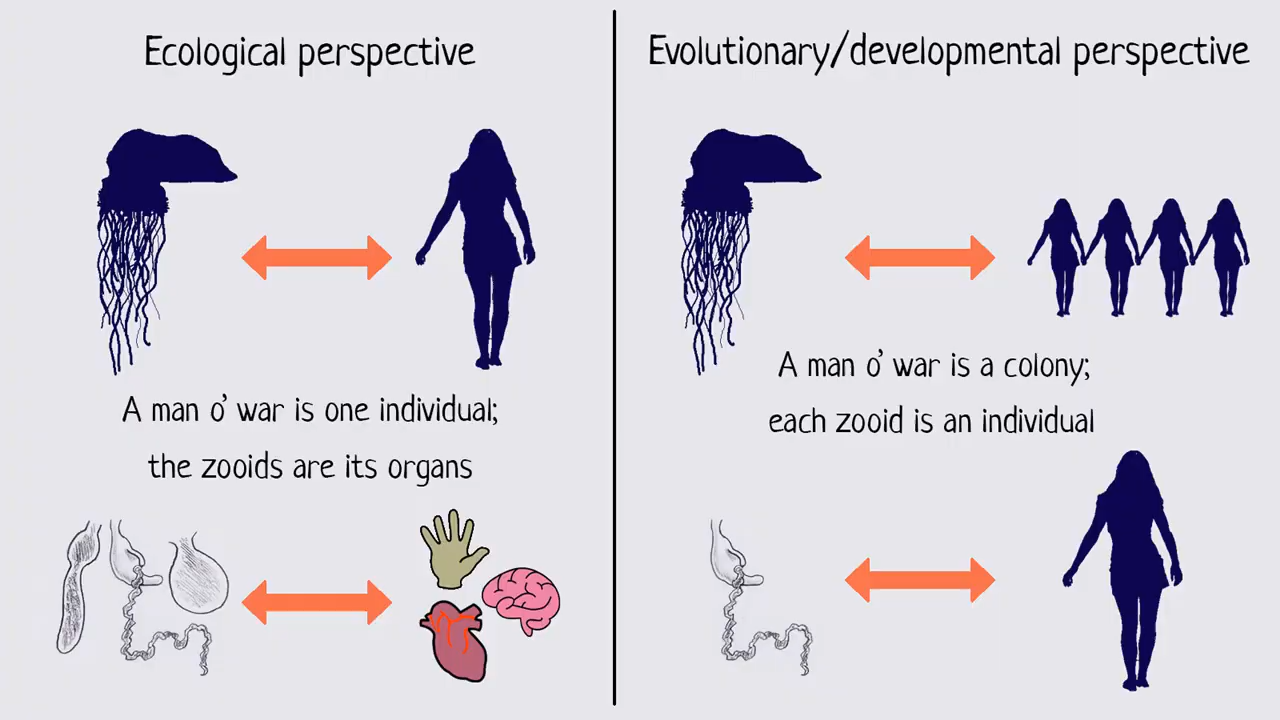 Ecological perspective
A man o' war is one individual;
the zooids are its organs
Evolutionary/developmental perspective
A man o' war is a colony;
each zooid is an individual